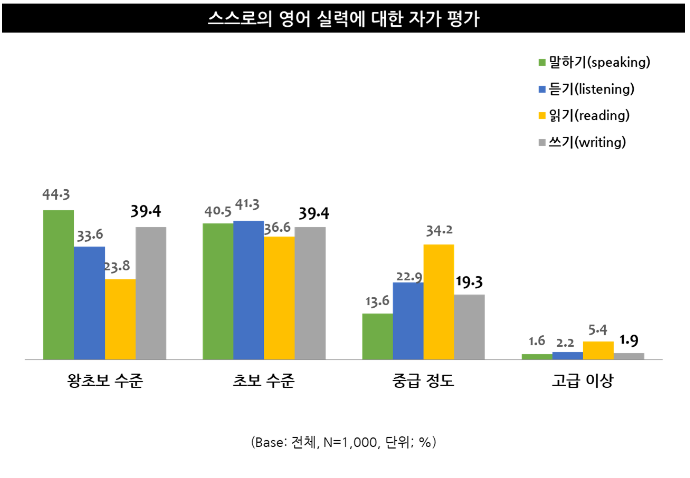 스스로의 영어 실력에 대한 자가 평가
말하기(speaking)
듣기(listening)
읽기(reading)
쓰기(writing)
44.3 33.6 23.8 39.4
40.5 41.3 36.6 39.4
13.6 22.9 34.2 19.3
1.6 2.2 5.4 1.9
왕초보 수준 초보 수준 중급 정도 고급 이상
(Base: 전체, N=1,000, 단위; %)